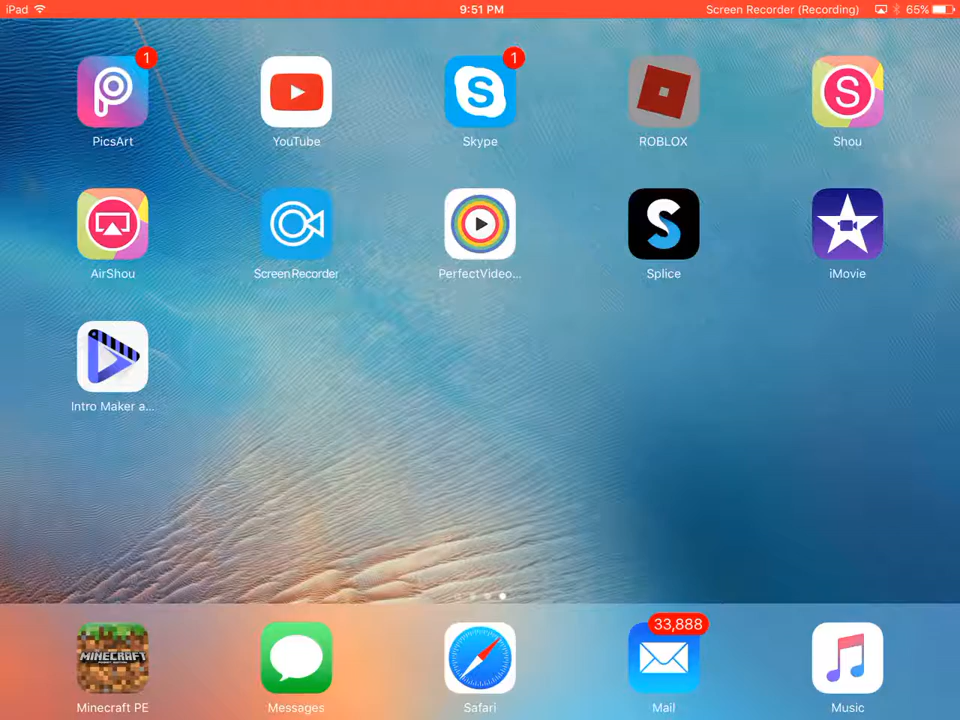 iPad 9:51 PM Screen Recorder (Recording) 65%
1 1
PicsArt YouTube Skype ROBLOX Shou
AirShou ScreenRecorder PerfectVideo... Splice iMovie
Intro Maker a...
33,888
MINECRAFT
Minecraft PE Messages Safari Mail Music